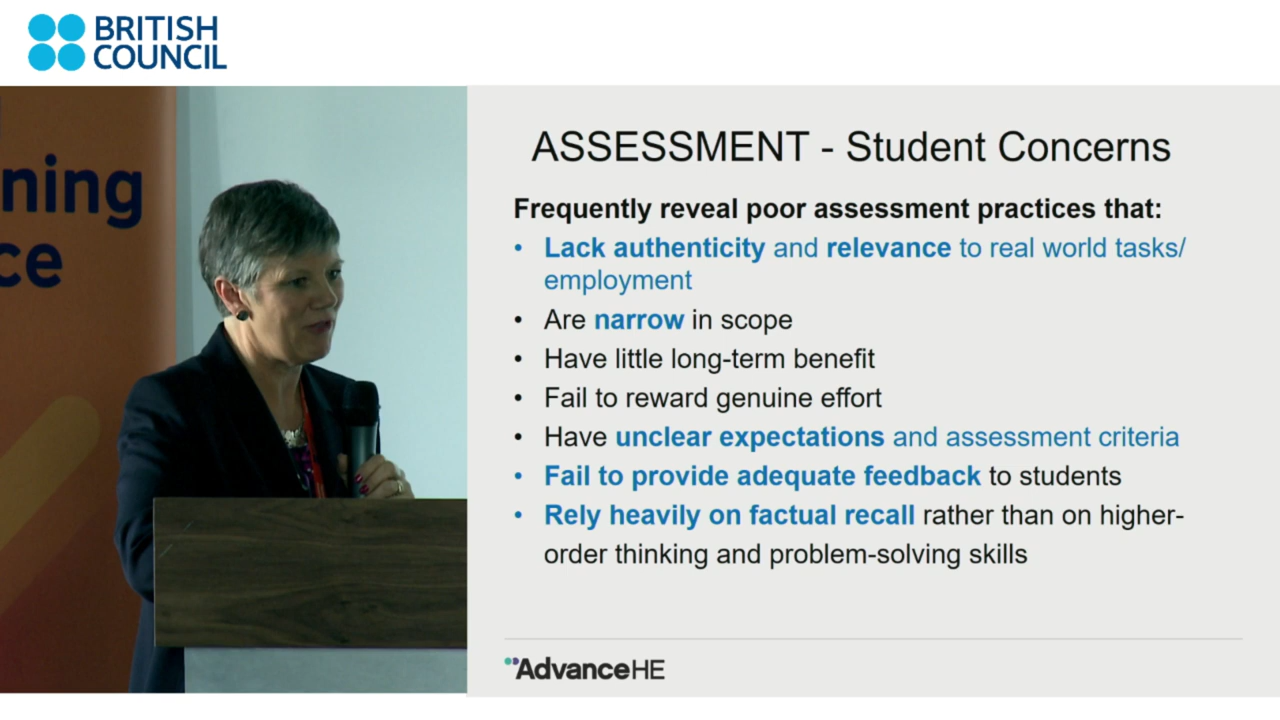 BRITISH
COUNCIL
ning
ce
ASSESSMENT - Student Concerns
Frequently reveal poor assessment practices that:
• Lack authenticity and relevance to real world tasks/
employment
• Are narrow in scope
• Have little long-term benefit
• Fail to reward genuine effort
• Have unclear expectations and assessment criteria
• Fail to provide adequate feedback to students
• Rely heavily on factual recall rather than on higher-
order thinking and problem-solving skills
AdvanceHE